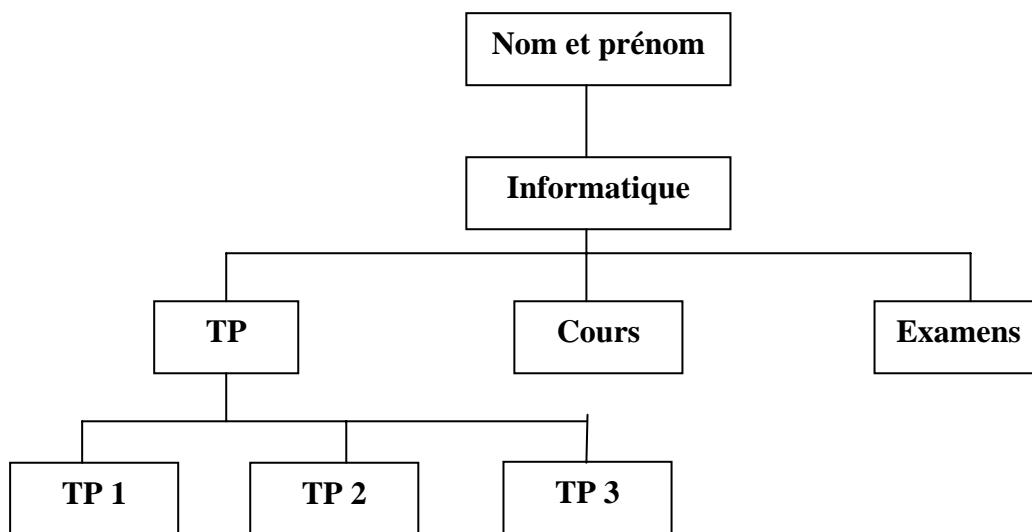 Nom et prénom
Informatique
TP
Cours
Examens
TP 1
TP 2
TP 3